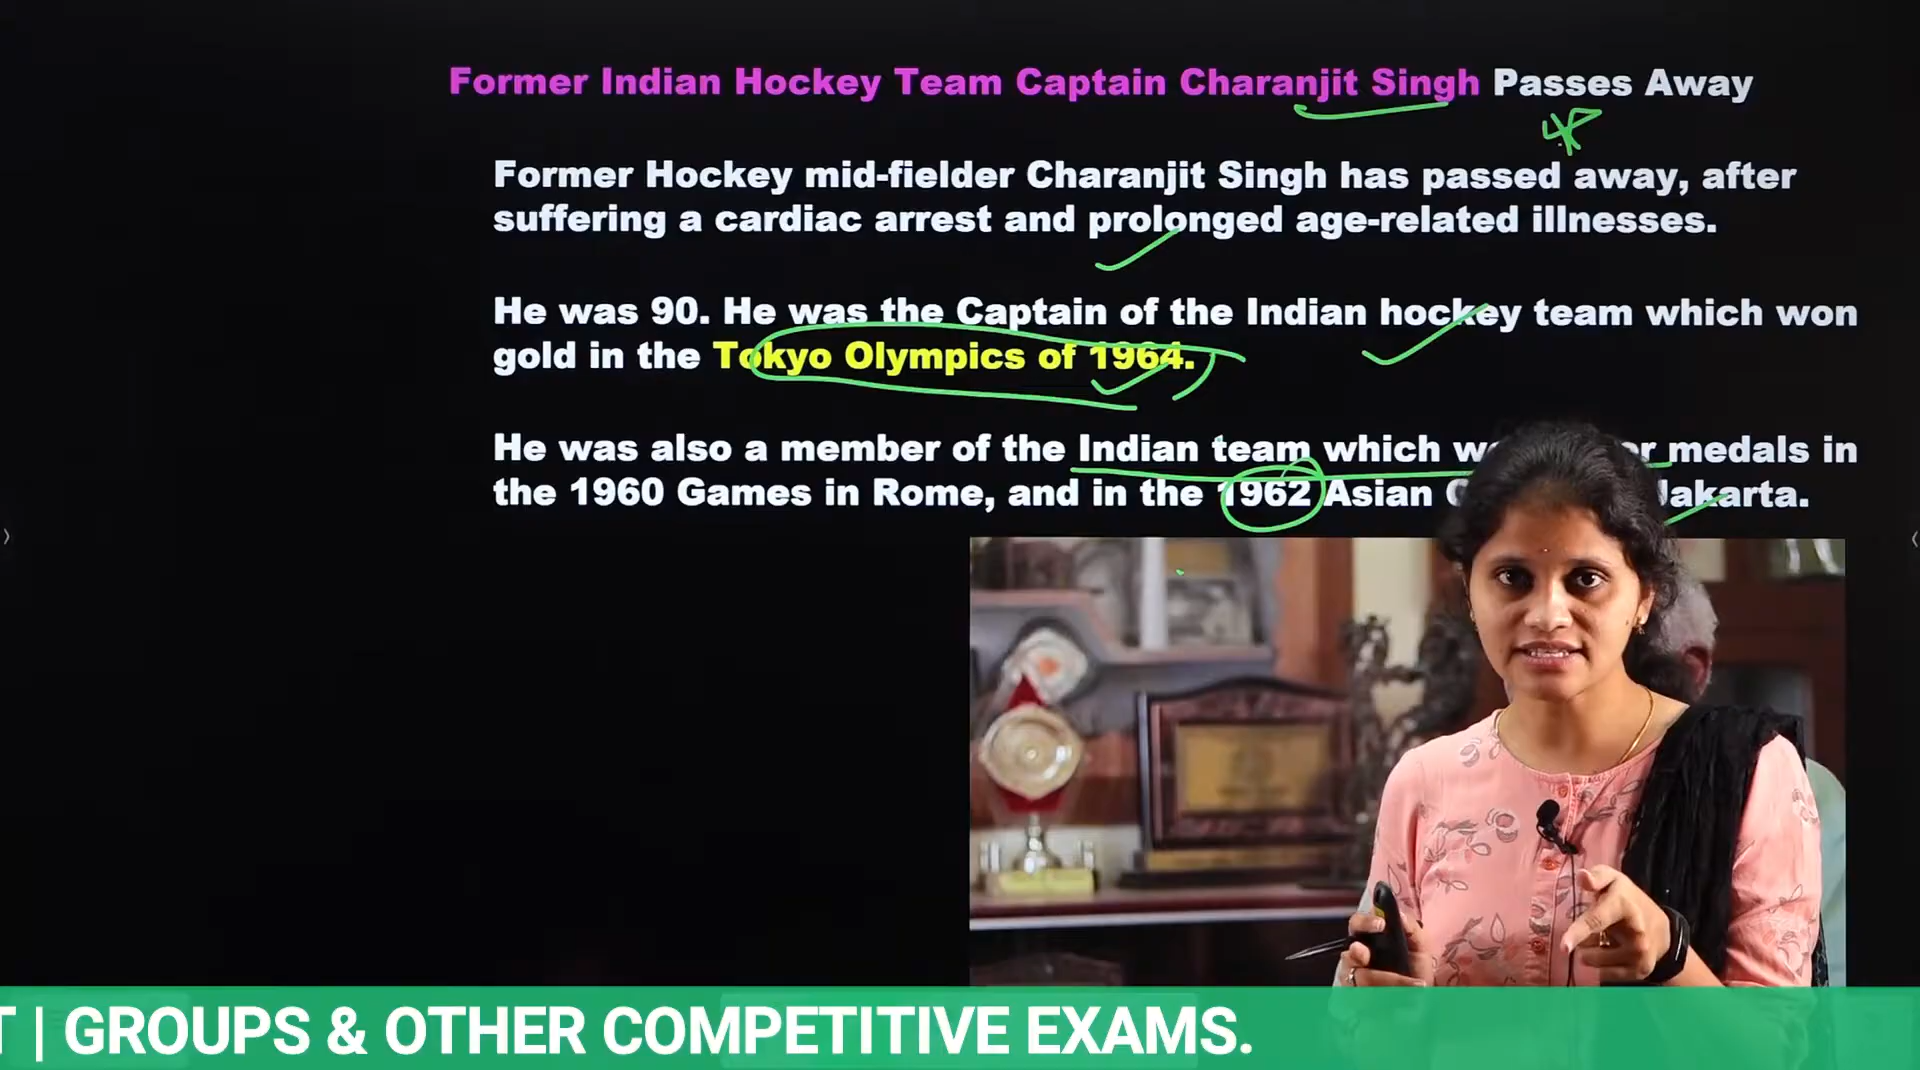 Former Indian Hockey Team Captain Charanjit Singh Passes Away
Former Hockey mid-fielder Charanjit Singh has passed away, after
suffering a cardiac arrest and prolonged age-related illnesses.
He was 90. He was the Captain of the Indian hockey team which won
gold in the Tokyo Olympics of 1964.
He was also a member of the Indian team which medals in
the 1960 Games in Rome, and in the 1962 Asian Jakarta.
T | GROUPS & OTHER COMPETITIVE EXAMS.